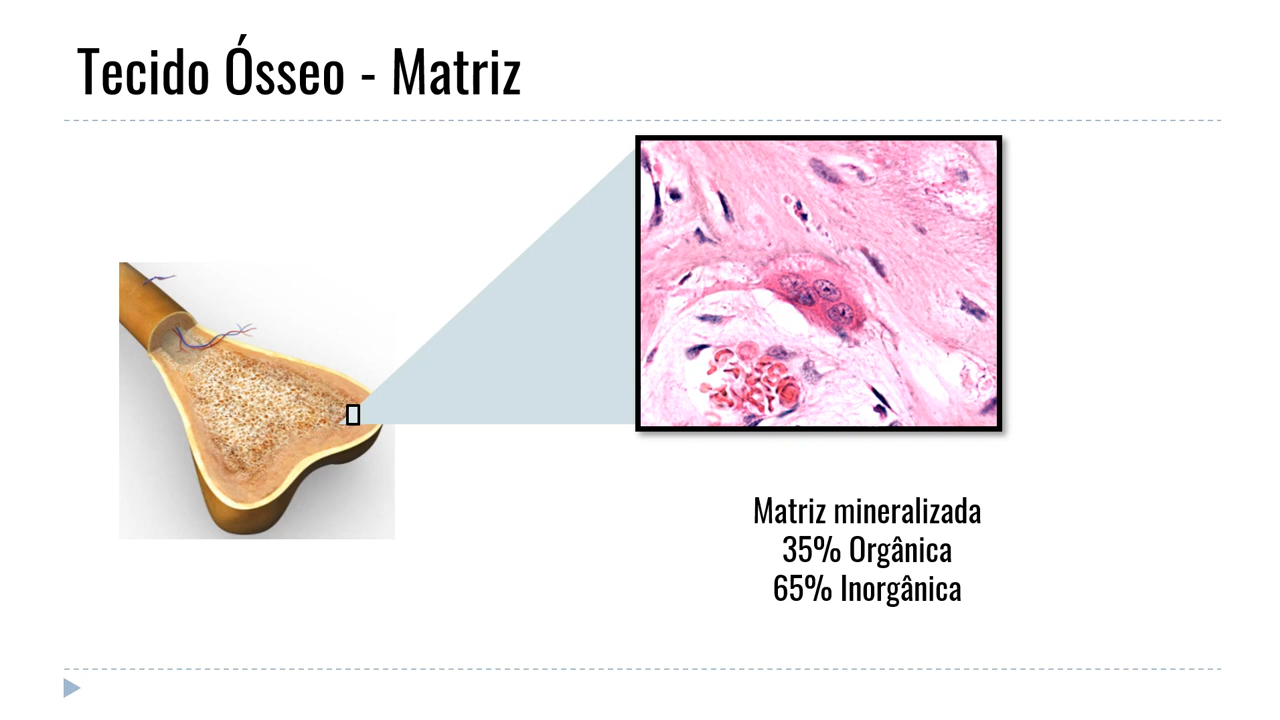 Tecido Ósseo - Matriz
Matriz mineralizada
35% Orgânica
65% Inorgânica